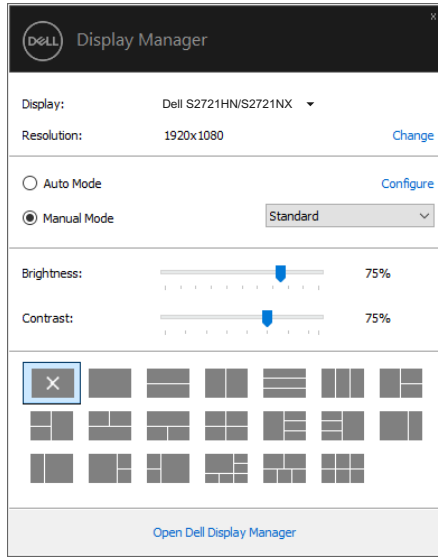 x
DELL Display Manager
Display: Dell S2721HN/S2721NX
Resolution: 1920x1080 Change
Auto Mode Configure
Manual Mode Standard
Brightness: 75%
Contrast: 75%
Open Dell Display Manager